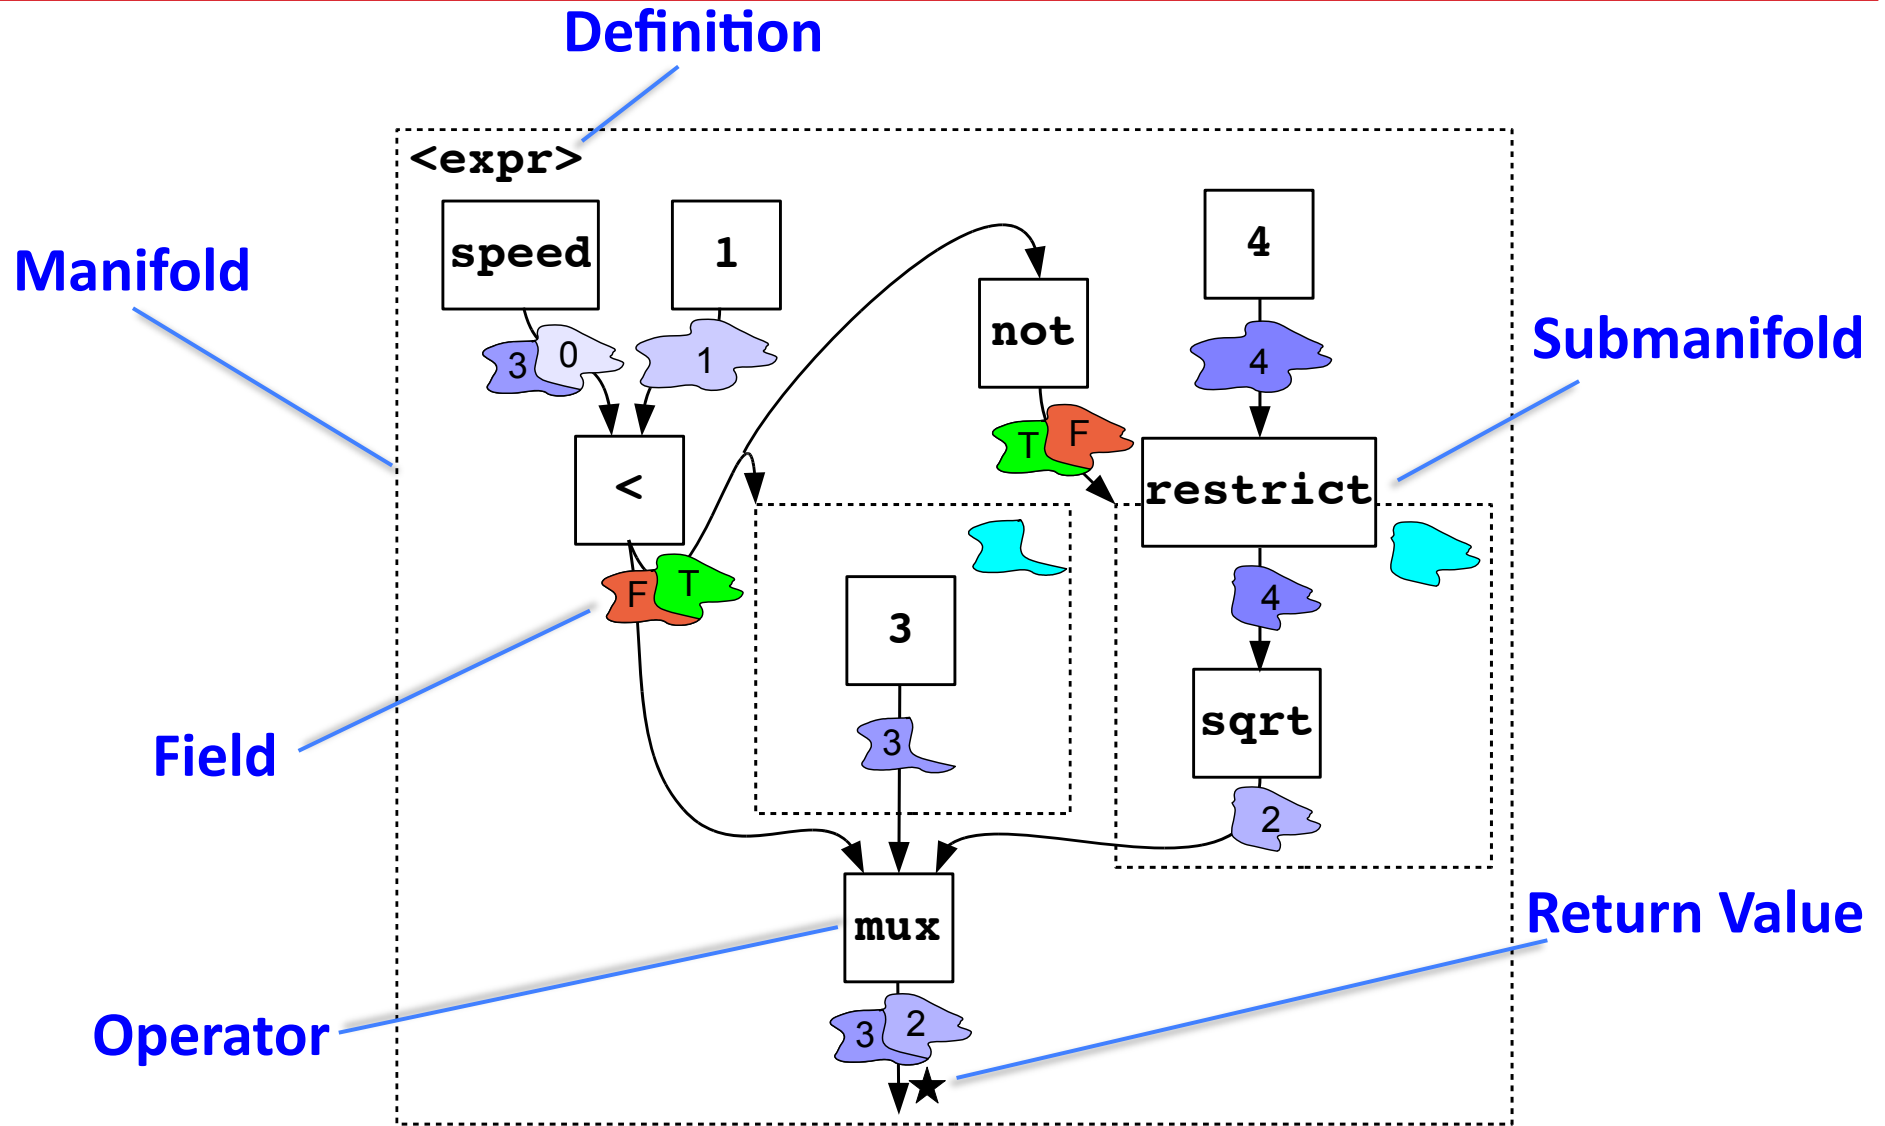 Definition
<expr>
speed
1
4
Manifold
not
3
0
1
4
Submanifold
T
F
<
restrict
F
T
4
3
sqrt
3
Field
2
mux
Return Value
3
2
Operator